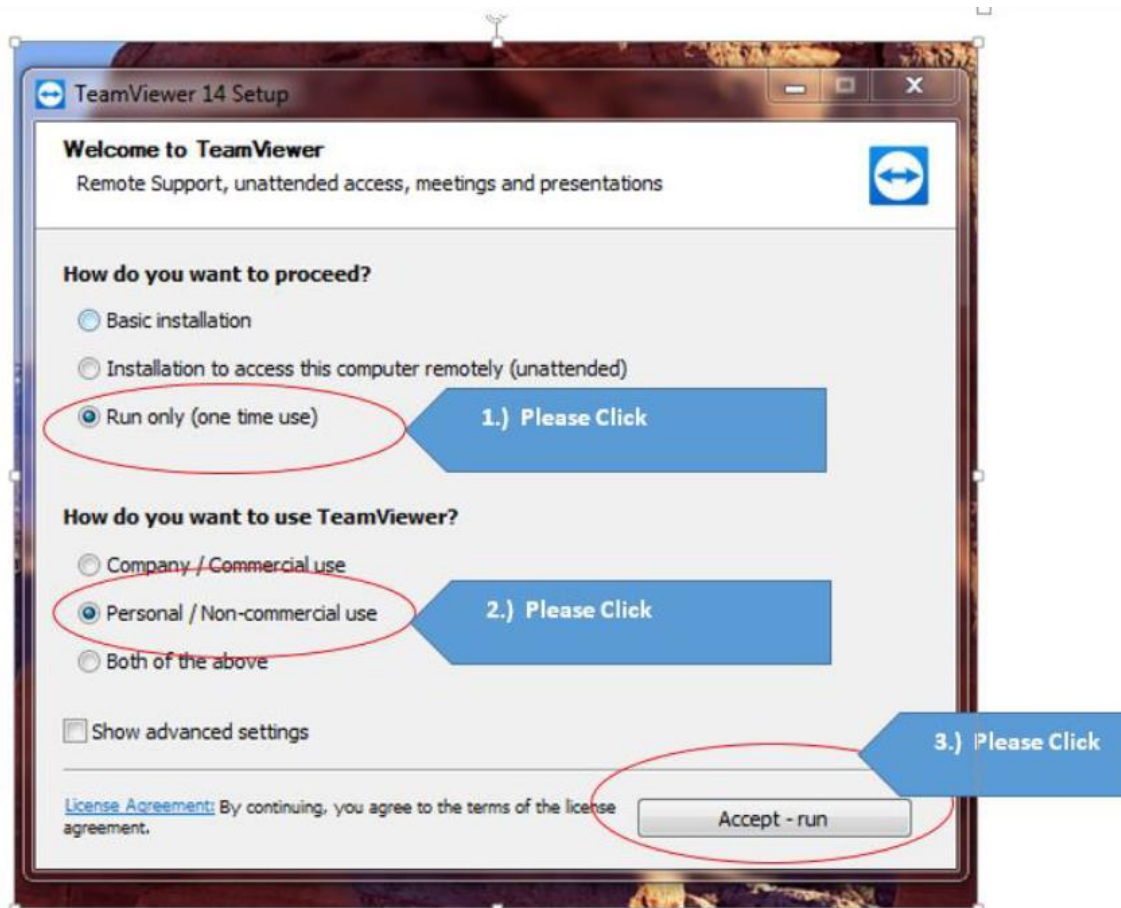 TeamViewer 14 Setup
Welcome to TeamViewer
Remote Support, unattended access, meetings and presentations
How do you want to proceed?
Basic installation
Installation to access this computer remotely (unattended)
Run only (one time use)
1.) Please Click
How do you want to use TeamViewer?
Company / Commercial use
Personal / Non-commercial use
2.) Please Click
Both of the above
Show advanced settings
3.) Please Click
License Agreement: By continuing, you agree to the terms of the license
agreement.
Accept - run